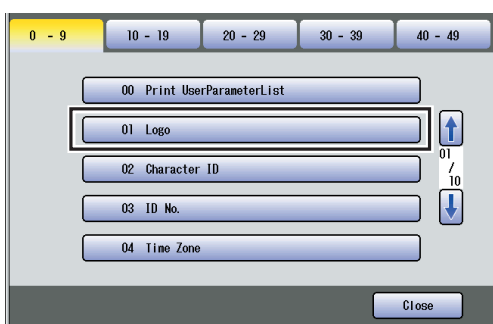 0 - 9
10 - 19
20 - 29
30 - 39
40 - 49
00 Print UserParameterList
01 Logo
02 Character ID
03 ID No.
04 Time Zone
01
/
10
Close